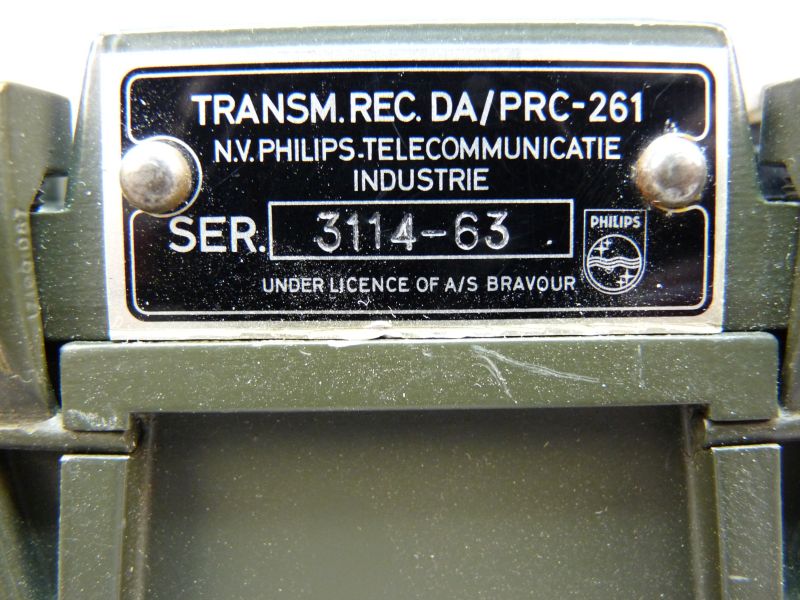 TRANSM.REC. DA/PRC-261
N.V. PHILIPS-TELECOMMUNICATIE
INDUSTRIE
SER. 3114-63
PHILIPS
UNDER LICENCE OF A/S BRAVOUR